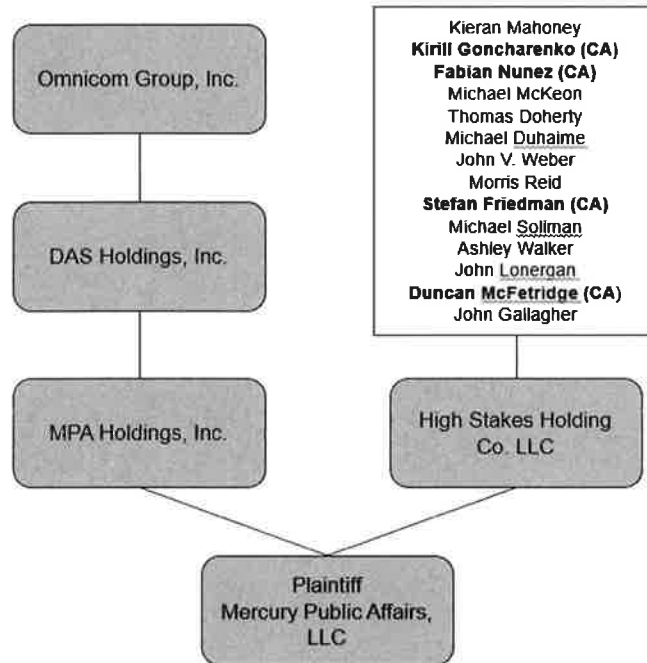 Omnicom Group, Inc.
DAS Holdings, Inc.
MPA Holdings, Inc.
Kieran Mahoney
Kirill Goncharenko (CA)
Fabian Nunez (CA)
Michael McKeon
Thomas Doherty
Michael Duhaime
John V. Weber
Morris Reid
Stefan Friedman (CA)
Michael Soliman
Ashley Walker
John Lonergan
Duncan McFetridge (CA)
John Gallagher
High Stakes Holding
Co. LLC
Plaintiff
Mercury Public Affairs,
LLC